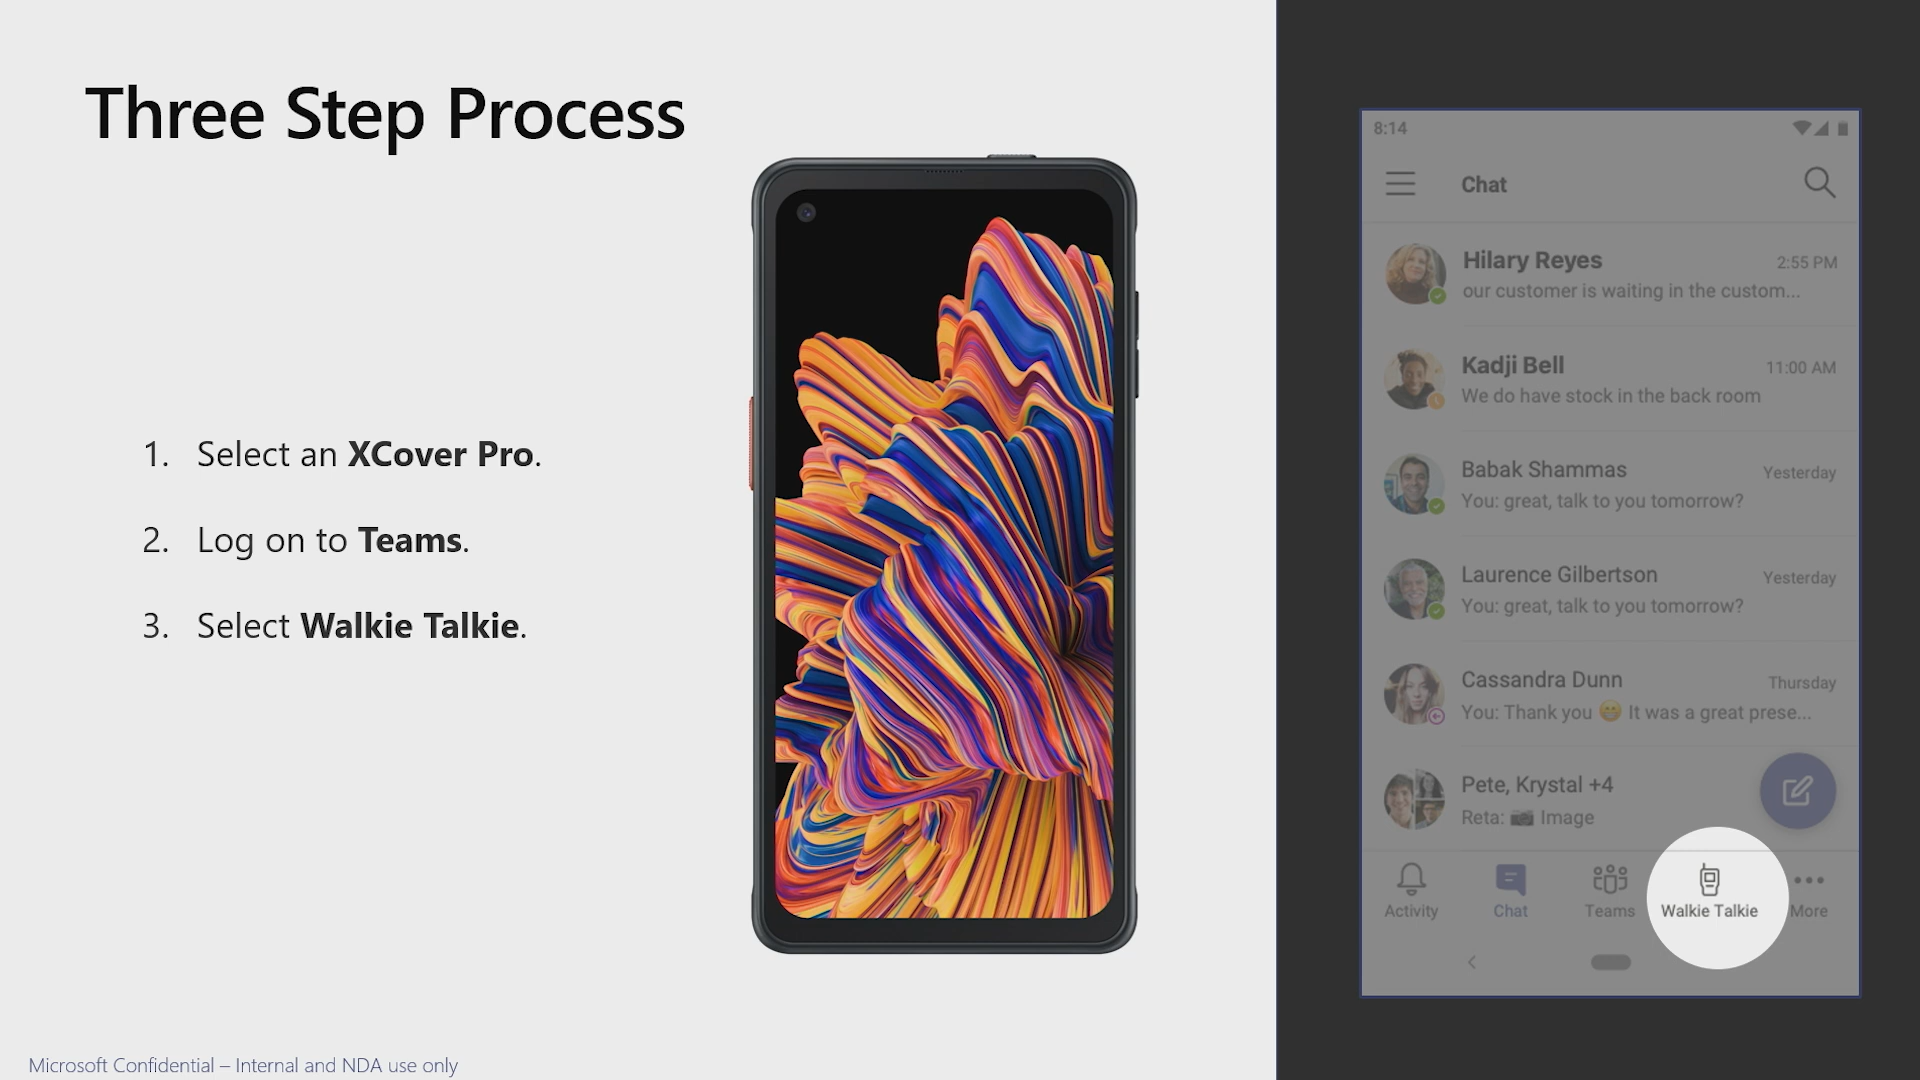 Three Step Process
1. Select an XCover Pro.
2. Log on to Teams.
3. Select Walkie Talkie.
Microsoft Confidential – Internal and NDA use only
8:14
Chat
Hilary Reyes 2:55 PM
our customer is waiting in the custom...
Kadji Bell 11:00 AM
We do have stock in the back room
Babak Shammas Yesterday
You: great, talk to you tomorrow?
Laurence Gilbertson Yesterday
You: great, talk to you tomorrow?
Cassandra Dunn Thursday
You: Thank you 😁 It was a great prese...
Pete, Krystal +4
Reta: 📷 Image
Activity Chat Teams Walkie Talkie More